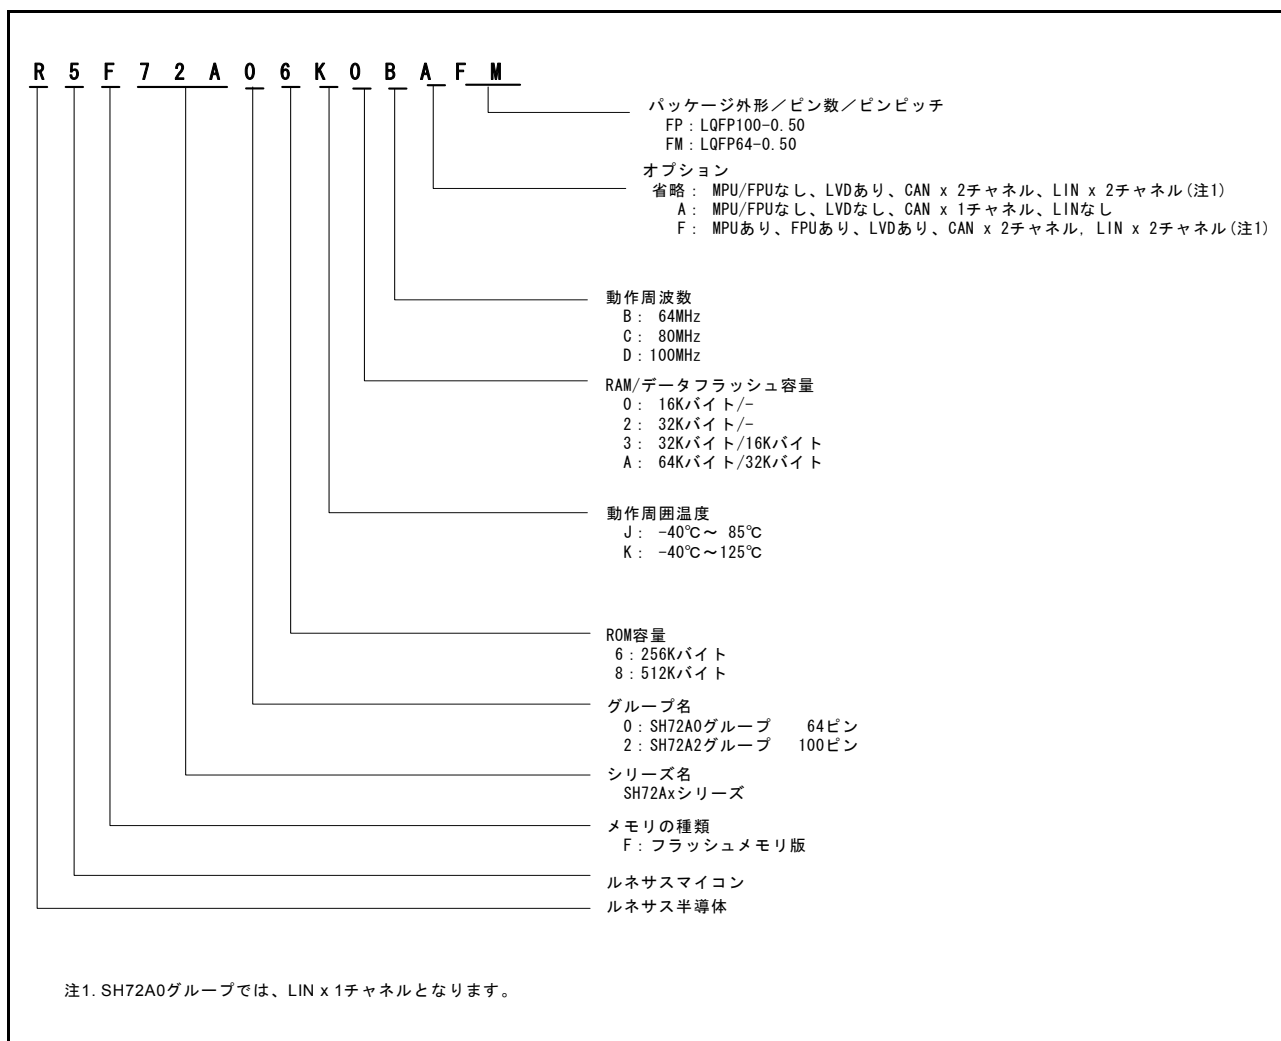 R 5 F 7 2 A 0 6 K 0 B A F M
パッケージ外形／ピン数／ピンピッチ
FP：LQFP100-0.50
FM：LQFP64-0.50
オプション
省略： MPU/FPUなし、LVDあり、CAN x 2チャネル、LIN x 2チャネル(注1)
A： MPU/FPUなし、LVDなし、CAN x 1チャネル、LINなし
F： MPUあり、FPUあり、LVDあり、CAN x 2チャネル, LIN x 2チャネル(注1)
動作周波数
B： 64MHz
C： 80MHz
D：100MHz
RAM/データフラッシュ容量
0： 16Kバイト/-
2： 32Kバイト/-
3： 32Kバイト/16Kバイト
A： 64Kバイト/32Kバイト
動作周囲温度
J： -40℃～ 85℃
K： -40℃～125℃
ROM容量
6：256Kバイト
8：512Kバイト
グループ名
0：SH72A0グループ 64ピン
2：SH72A2グループ 100ピン
シリーズ名
SH72Axシリーズ
メモリの種類
F：フラッシュメモリ版
ルネサスマイコン
ルネサス半導体
注1. SH72A0グループでは、LIN x 1チャネルとなります。